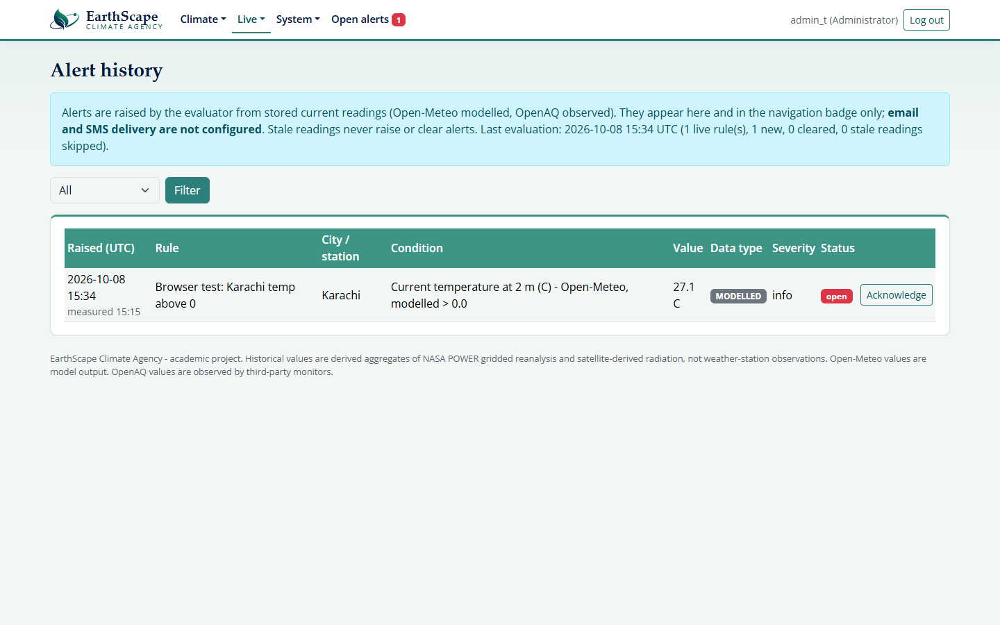 EarthScape
CLIMATE AGENCY
Climate Live System Open alerts 1
admin_t (Administrator) Log out
Alert history
Alerts are raised by the evaluator from stored current readings (Open-Meteo modelled, OpenAQ observed). They appear here and in the navigation badge only; email
and SMS delivery are not configured. Stale readings never raise or clear alerts. Last evaluation: 2026-10-08 15:34 UTC (1 live rule(s), 1 new, 0 cleared, 0 stale readings
skipped).
All Filter
Raised (UTC) Rule City / station Condition Value Data type Severity Status
2026-10-08 15:34 measured 15:15 Browser test: Karachi temp above 0 Karachi Current temperature at 2 m (C) - Open-Meteo, modelled > 0.0 27.1 C MODELLED info open Acknowledge
EarthScape Climate Agency - academic project. Historical values are derived aggregates of NASA POWER gridded reanalysis and satellite-derived radiation, not weather-station observations. Open-Meteo values are
model output. OpenAQ values are observed by third-party monitors.